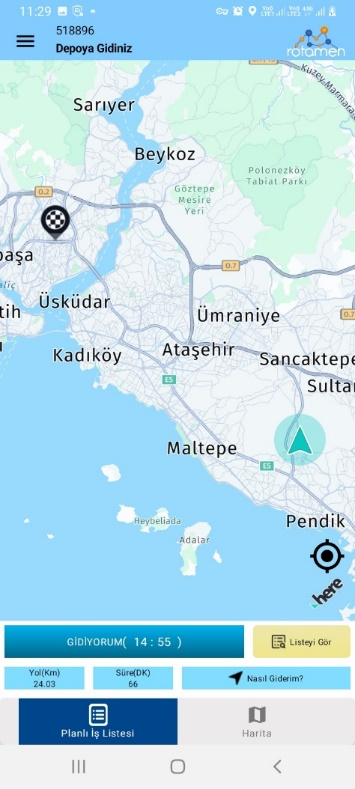 11:29
518896
Depoya Gidiniz
rotamen
Kuzey Marmara
Sarıyer
Beykoz
Polonezköy
Tabiat Parkı
Göztepe
Mesire
Yeri
O.2
paşa
O.7
O.7
aliç
Üsküdar
tih
Ümraniye
Kadıköy
Ataşehir
Sancaktepe
E5
Sultan
Maltepe
E5
Pendik
Heybeliada
Adalar
here
GİDİYORUM( 14 : 55 )
Listeyi Gör
Yol(Km)
24.03
Süre(DK)
66
Nasıl Giderim?
Planlı İş Listesi
Harita